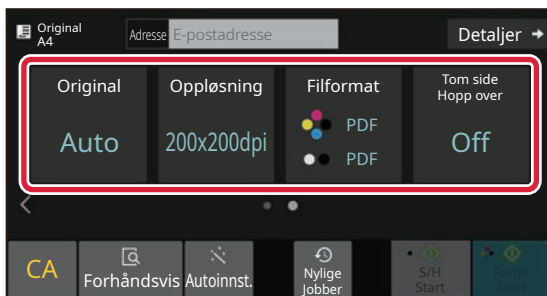 Original
A4
Adresse E-postadresse
Detaljer
Original
Auto
Oppløsning
200x200dpi
Filformat
PDF
PDF
Tom side
Hopp over
Off
CA
Forhåndsvis
Autoinnst.
Nylige
Jobber
S/H
Start
Farge
Start